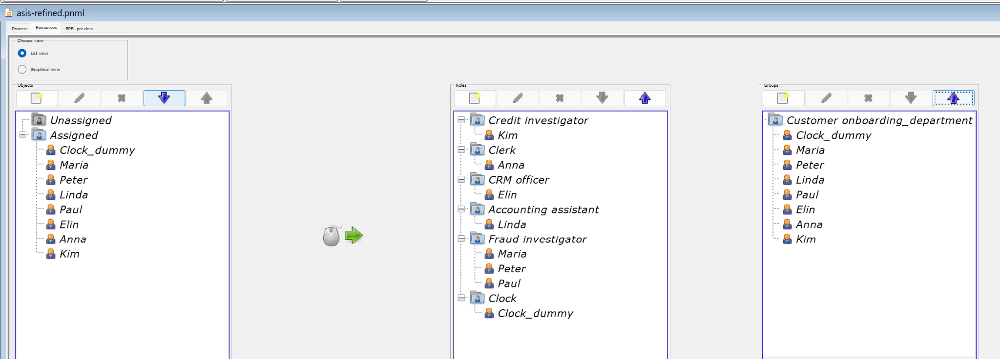 asis-refined.pnml
Process Resources BPEL preview
Choose view
List view
Graphical view
Objects
Unassigned
Assigned
Clock_dummy
Maria
Peter
Linda
Paul
Elin
Anna
Kim
Roles
Credit investigator
Kim
Clerk
Anna
CRM officer
Elin
Accounting assistant
Linda
Fraud investigator
Maria
Peter
Paul
Clock
Clock_dummy
Groups
Customer onboarding_department
Clock_dummy
Maria
Peter
Linda
Paul
Elin
Anna
Kim